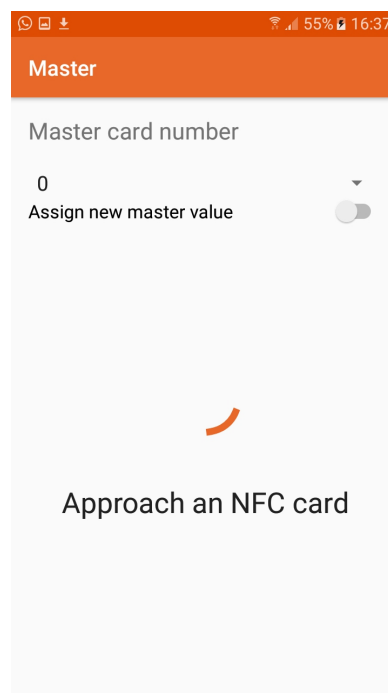 55% 16:37
Master
Master card number
0
Assign new master value
Approach an NFC card